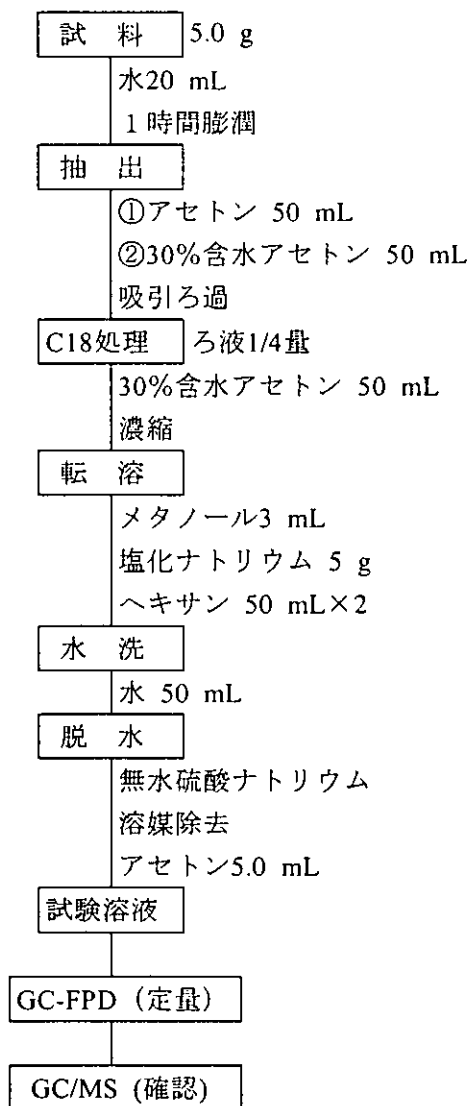 試　料　5.0 g
水20 mL
1時間膨潤
抽　出
①アセトン 50 mL
②30%含水アセトン 50 mL
吸引ろ過
C18処理　ろ液1/4量
30%含水アセトン 50 mL
濃縮
転　溶
メタノール3 mL
塩化ナトリウム 5 g
ヘキサン 50 mL×2
水　洗
水 50 mL
脱　水
無水硫酸ナトリウム
溶媒除去
アセトン5.0 mL
試験溶液
GC-FPD（定量）
GC/MS (確認)